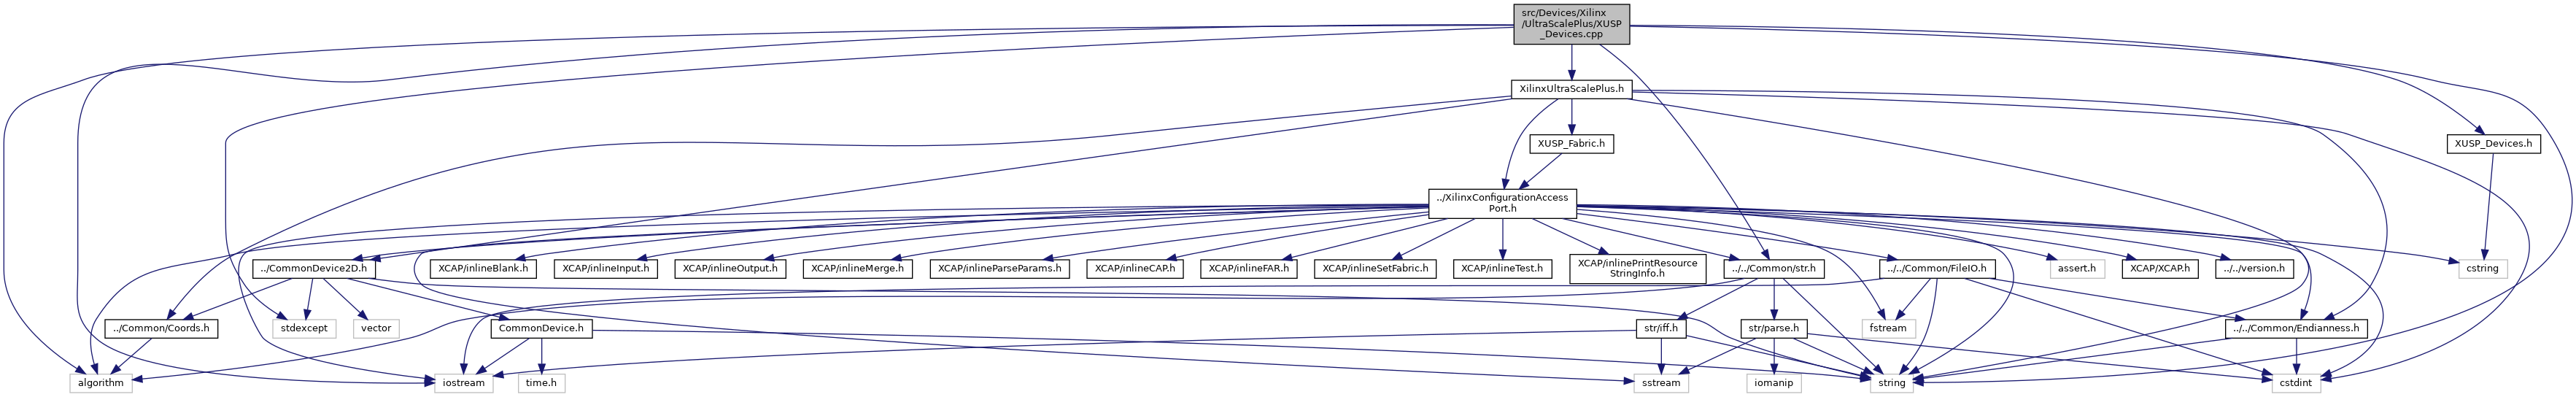 src/Devices/Xilinx
/UltraScalePlus/XUSP
_Devices.cpp
XilinxUltraScalePlus.h
XUSP_Fabric.h
XUSP_Devices.h
../XilinxConfigurationAccess
Port.h
../CommonDevice2D.h
XCAP/inlineBlank.h
XCAP/inlineInput.h
XCAP/inlineOutput.h
XCAP/inlineMerge.h
XCAP/inlineParseParams.h
XCAP/inlineCAP.h
XCAP/inlineFAR.h
XCAP/inlineSetFabric.h
XCAP/inlineTest.h
XCAP/inlinePrintResource
StringInfo.h
../../Common/str.h
../../Common/FileIO.h
assert.h
XCAP/XCAP.h
../../version.h
cstring
../Common/Coords.h
stdexcept
vector
CommonDevice.h
str/iff.h
str/parse.h
fstream
../../Common/Endianness.h
algorithm
iostream
time.h
sstream
iomanip
string
cstdint